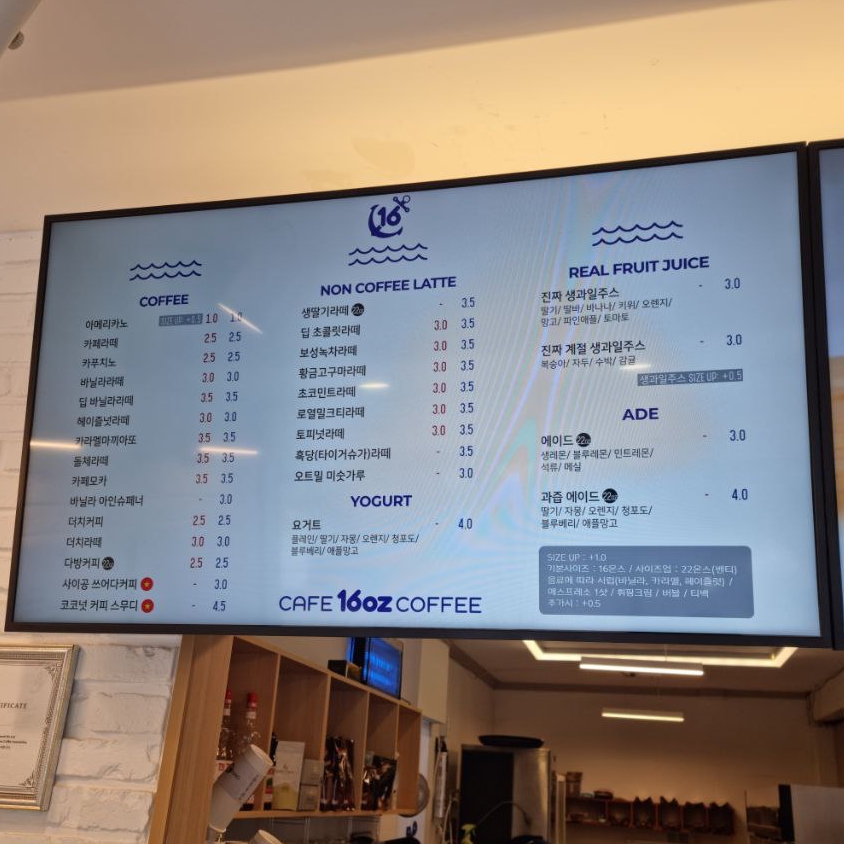 16
COFFEE
아메리카노 SIZE UP : +0.5 1.0 1.0
카페라떼 2.5 2.5
카푸치노 2.5 2.5
바닐라라떼 3.0 3.0
딥 바닐라라떼 3.5 3.5
헤이즐넛라떼 3.0 3.0
카라멜마끼아또 3.5 3.5
돌체라떼 3.5 3.5
카페모카 3.5 3.5
바닐라 아인슈페너 - 3.0
더치커피 2.5 2.5
더치라떼 3.0 3.0
다방커피 22oz 2.5 2.5
사이공 쓰어다커피 - 3.0
코코넛 커피 스무디 - 4.5
NON COFFEE LATTE
생딸기라떼 22oz - 3.5
딥 초콜릿라떼 3.0 3.5
보성녹차라떼 3.0 3.5
황금고구마라떼 3.0 3.5
초코민트라떼 3.0 3.5
로열밀크티라떼 3.0 3.5
토피넛라떼 3.0 3.5
흑당(타이거슈가)라떼 - 3.5
오트밀 미숫가루 - 3.0
YOGURT
요거트 - 4.0
플레인/ 딸기/ 자몽/ 오렌지/ 청포도/
블루베리/ 애플망고
CAFE 16oz COFFEE
REAL FRUIT JUICE
진짜 생과일주스 - 3.0
딸기/ 딸바/ 바나나/ 키위/ 오렌지/
망고/ 파인애플/ 토마토
진짜 계절 생과일주스 - 3.0
복숭아/ 자두/ 수박/ 감귤
생과일주스 SIZE UP: +0.5
ADE
에이드 22oz - 3.0
생레몬/ 블루레몬/ 민트레몬/
석류/ 매실
과즙 에이드 22oz - 4.0
딸기/ 자몽/ 오렌지/ 청포도/
블루베리/ 애플망고
SIZE UP : +1.0
기본사이즈 : 16온스 / 사이즈업 : 22온스(벤티)
음료에 따라 시럽(바닐라, 카라멜, 헤이즐럿) /
에스프레소 1샷 / 휘핑크림 / 버블 / 티백
추가시 : +0.5